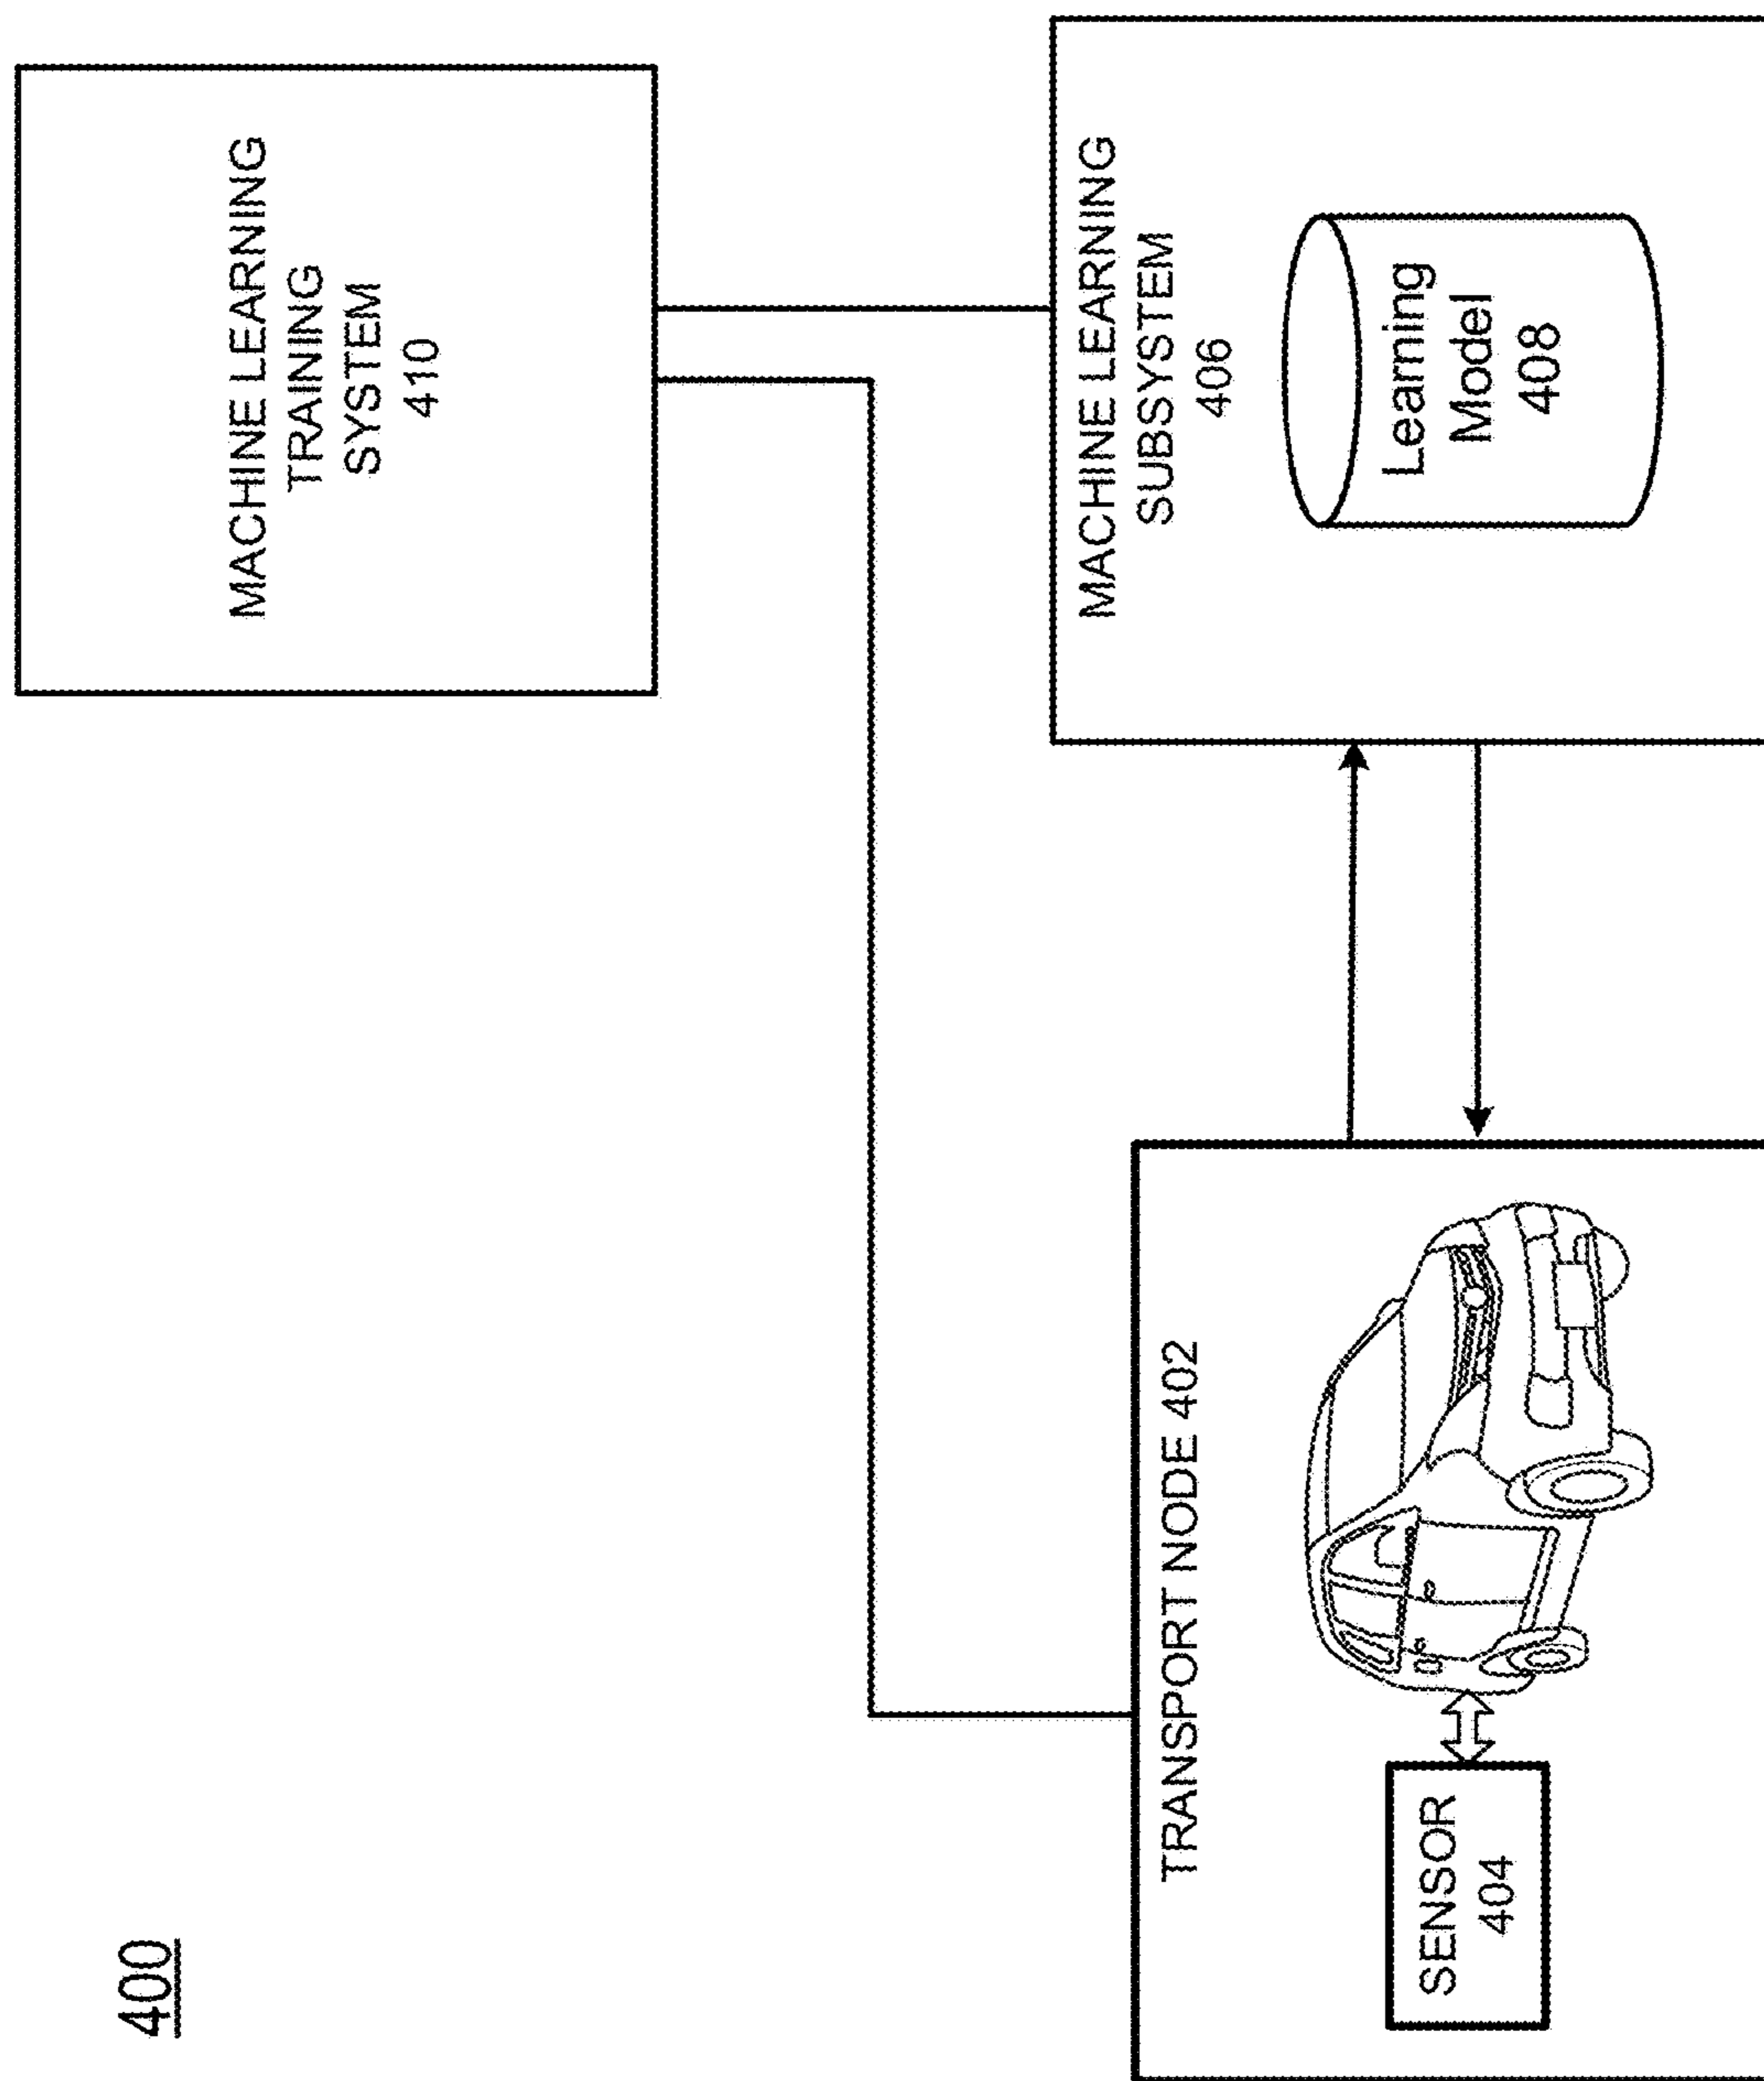 400
MACHINE LEARNING
TRAINING
SYSTEM
410
TRANSPORT NODE 402
SENSOR
404
MACHINE LEARNING
SUBSYSTEM
406
Learning
Model
408